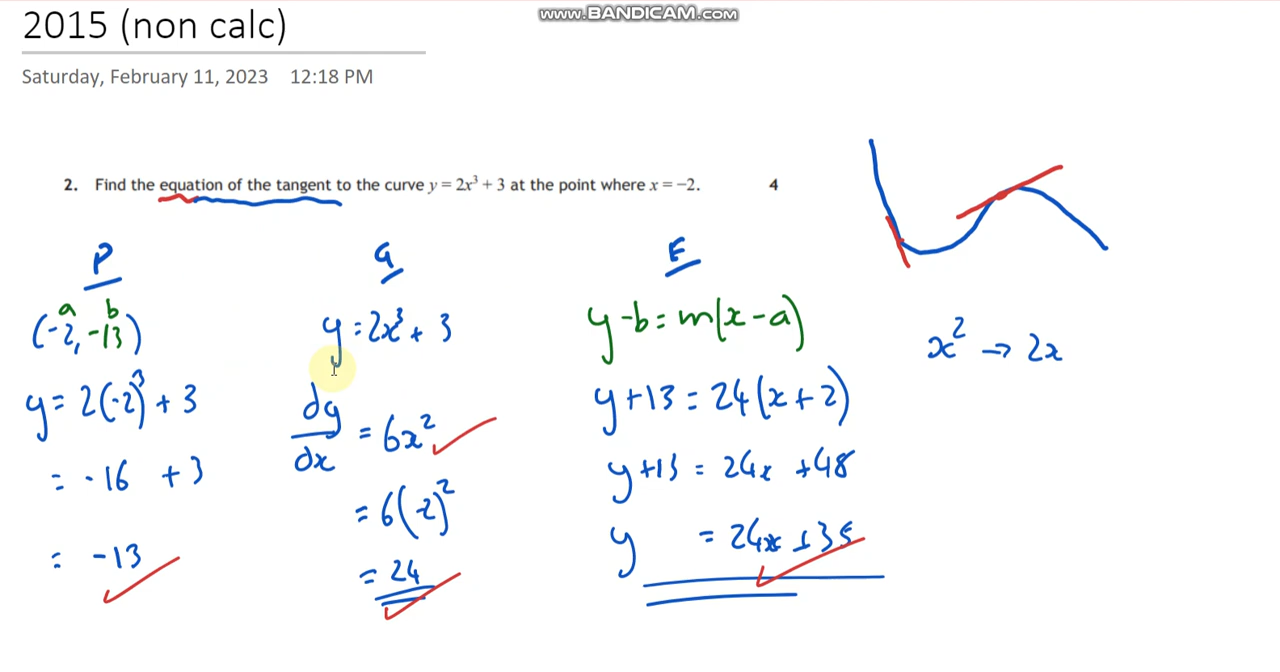 www.BANDICAM.com
2015 (non calc)
Saturday, February 11, 2023 12:18 PM
2. Find the equation of the tangent to the curve y = 2x³ + 3 at the point where x = −2. 4
P
a b
(-2, -13)
y = 2(-2)³ + 3
= -16 + 3
= -13
G
y = 2x³ + 3
dy/dx = 6x²
= 6(-2)²
= 24
E
y - b = m(x - a)
y + 13 = 24(x + 2)
y + 13 = 24x + 48
y = 24x + 35
x² → 2x